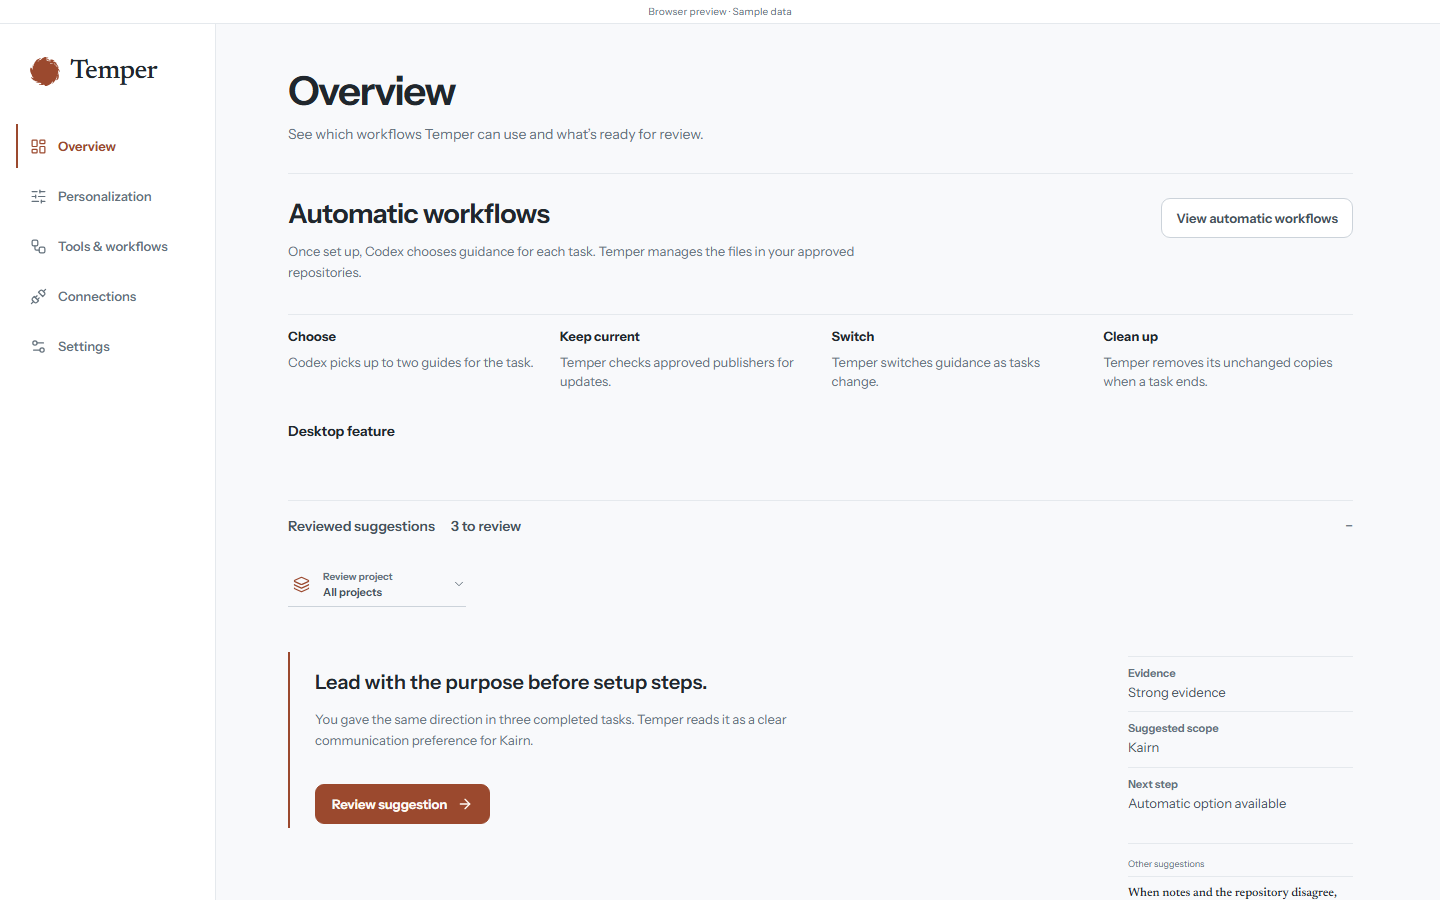 Browser preview · Sample data
Temper
Overview
Personalization
Tools & workflows
Connections
Settings
Overview
See which workflows Temper can use and what's ready for review.
Automatic workflows
View automatic workflows
Once set up, Codex chooses guidance for each task. Temper manages the files in your approved
repositories.
Choose
Codex picks up to two guides for the task.
Keep current
Temper checks approved publishers for
updates.
Switch
Temper switches guidance as tasks
change.
Clean up
Temper removes its unchanged copies
when a task ends.
Desktop feature
Reviewed suggestions 3 to review
Review project
All projects
Lead with the purpose before setup steps.
You gave the same direction in three completed tasks. Temper reads it as a clear
communication preference for Kairn.
Review suggestion
Evidence
Strong evidence
Suggested scope
Kairn
Next step
Automatic option available
Other suggestions
When notes and the repository disagree,